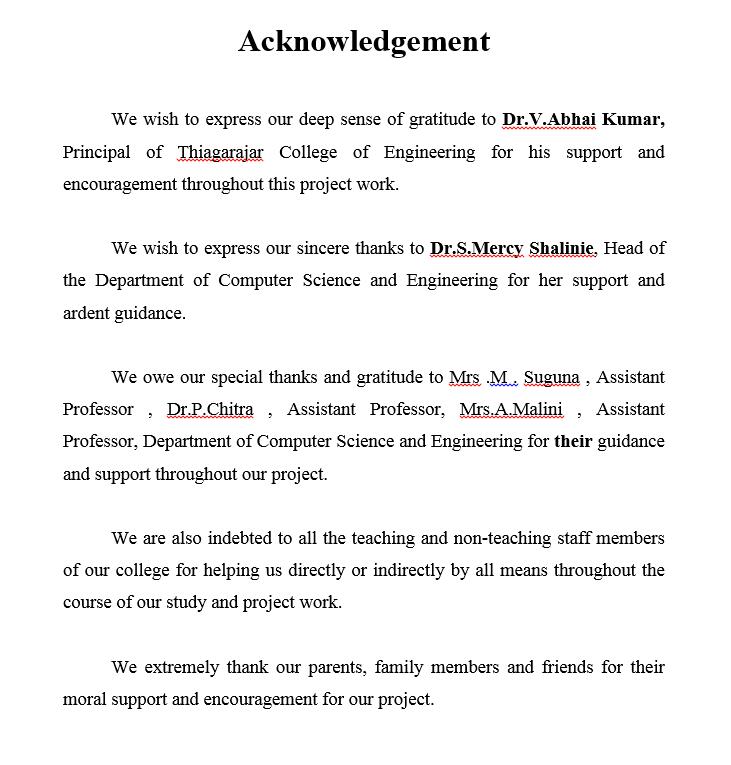 Acknowledgement
We wish to express our deep sense of gratitude to Dr.V.Abhai Kumar,
Principal of Thiagarajar College of Engineering for his support and
encouragement throughout this project work.
We wish to express our sincere thanks to Dr.S.Mercy Shalinie, Head of
the Department of Computer Science and Engineering for her support and
ardent guidance.
We owe our special thanks and gratitude to Mrs .M . Suguna , Assistant
Professor , Dr.P.Chitra , Assistant Professor, Mrs.A.Malini , Assistant
Professor, Department of Computer Science and Engineering for their guidance
and support throughout our project.
We are also indebted to all the teaching and non-teaching staff members
of our college for helping us directly or indirectly by all means throughout the
course of our study and project work.
We extremely thank our parents, family members and friends for their
moral support and encouragement for our project.